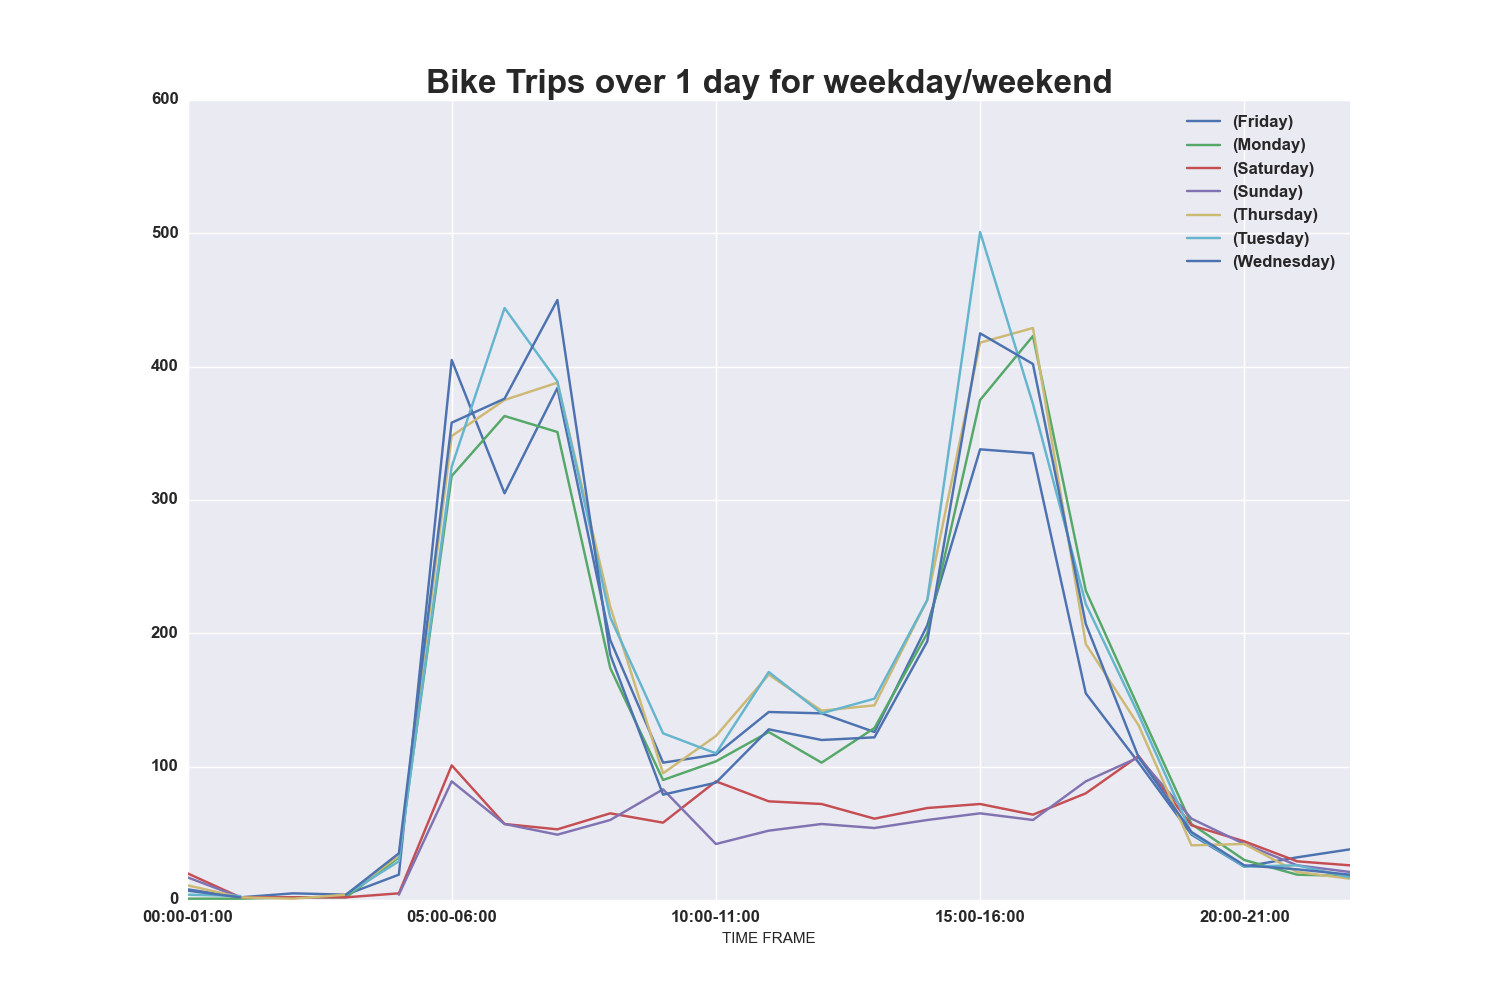 Bike Trips over 1 day for weekday/weekend
600
500
400
300
200
100
0
(Friday)
(Monday)
(Saturday)
(Sunday)
(Thursday)
(Tuesday)
(Wednesday)
00:00-01:00 05:00-06:00 10:00-11:00 15:00-16:00 20:00-21:00
TIME FRAME